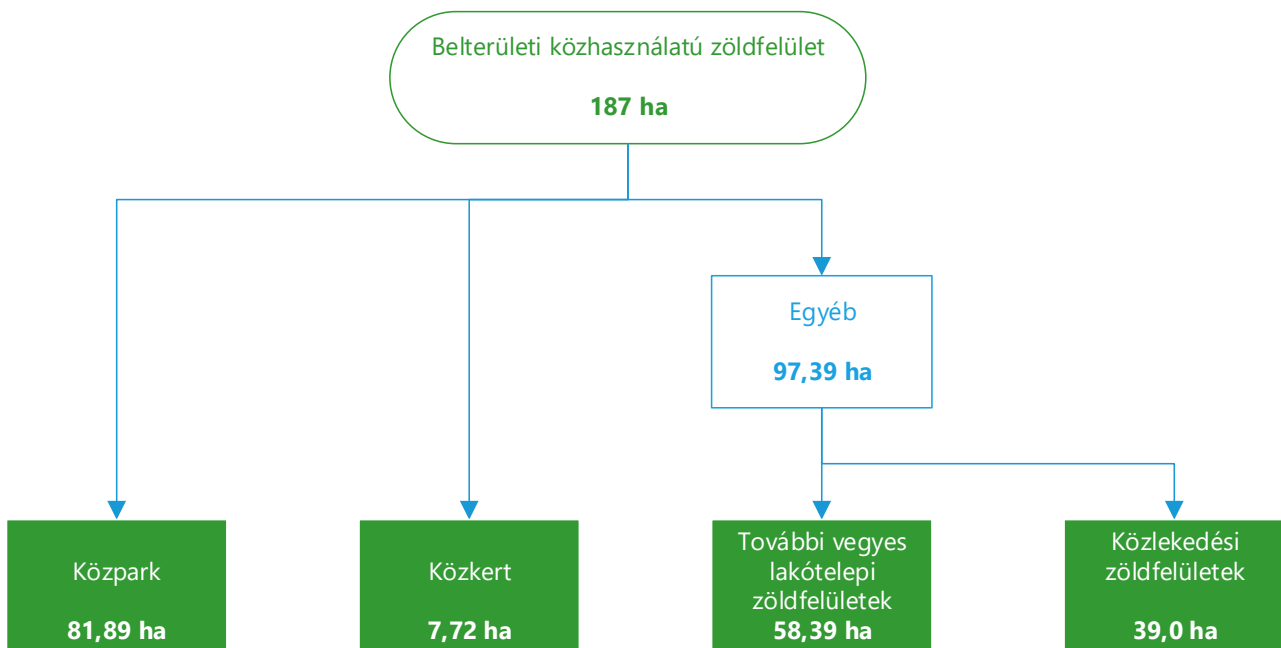 Belterületi közhasználatú zöldfelület
187 ha
Egyéb
97,39 ha
Közpark
81,89 ha
Közkert
7,72 ha
További vegyes
lakótelepi
zöldfelületek
58,39 ha
Közlekedési
zöldfelületek
39,0 ha